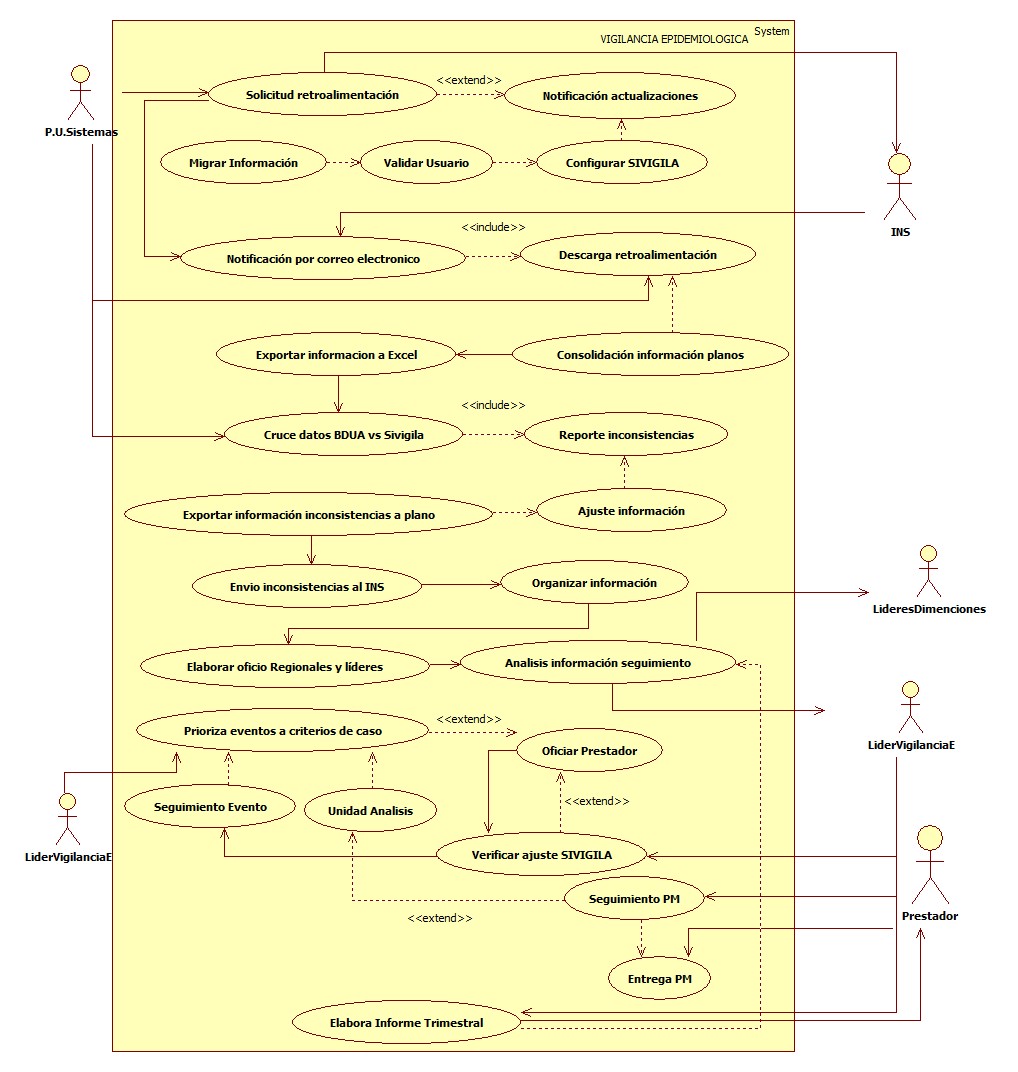 System
VIGILANCIA EPIDEMIOLOGICA
P.U.Sistemas
Solicitud retroalimentación
<<extend>>
Notificación actualizaciones
Migrar Información
Validar Usuario
Configurar SIVIGILA
INS
<<include>>
Notificación por correo electronico
Descarga retroalimentación
Exportar informacion a Excel
Consolidación información planos
<<include>>
Cruce datos BDUA vs Sivigila
Reporte inconsistencias
Exportar información inconsistencias a plano
Ajuste información
Envio inconsistencias al INS
Organizar información
LideresDimenciones
Elaborar oficio Regionales y líderes
Analisis información seguimiento
<<extend>>
Prioriza eventos a criterios de caso
Oficiar Prestador
LiderVigilanciaE
Seguimiento Evento
Unidad Analisis
<<extend>>
LiderVigilanciaE
Verificar ajuste SIVIGILA
Seguimiento PM
<<extend>>
Prestador
Entrega PM
Elabora Informe Trimestral